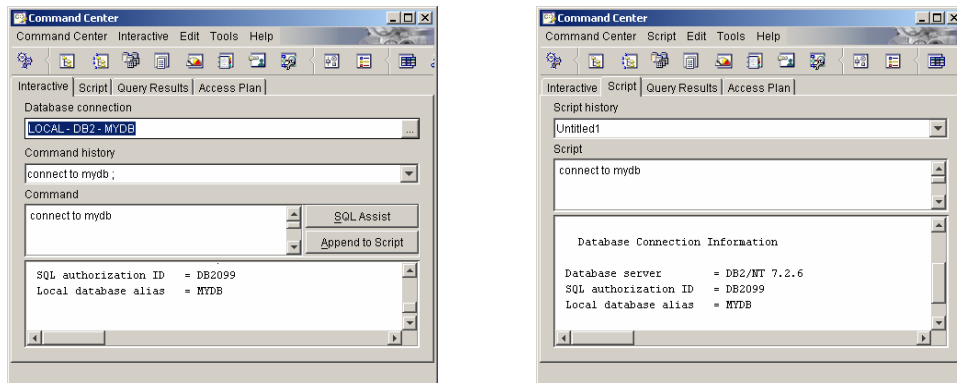 Command Center
Command Center Interactive Edit Tools Help
Interactive Script Query Results Access Plan
Database connection
LOCAL - DB2 - MYDB
...
Command history
connect to mydb ;
Command
connect to mydb
SQL Assist
Append to Script
SQL authorization ID = DB2099
Local database alias = MYDB
Command Center
Command Center Script Edit Tools Help
Interactive Script Query Results Access Plan
Script history
Untitled1
Script
connect to mydb
Database Connection Information
Database server = DB2/NT 7.2.6
SQL authorization ID = DB2099
Local database alias = MYDB